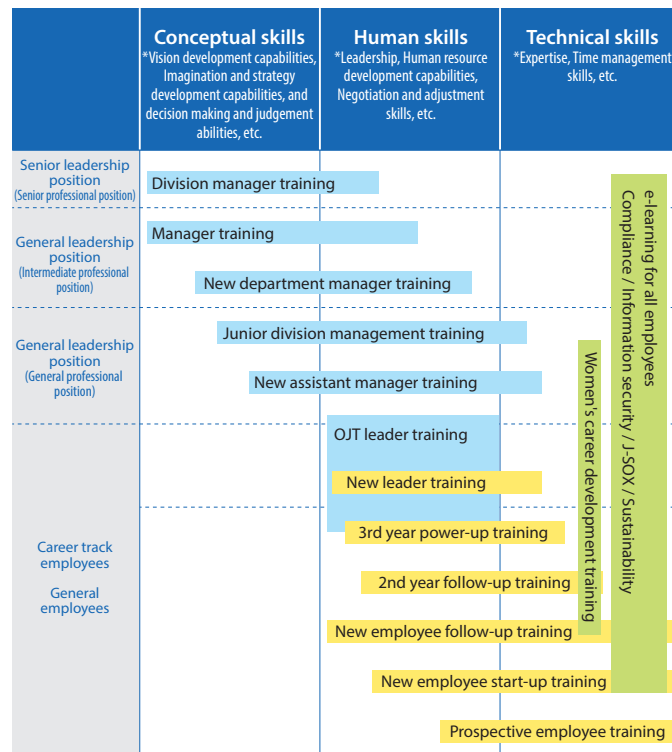 Conceptual skills
*Vision development capabilities,
Imagination and strategy
development capabilities, and
decision making and judgement
abilities, etc.
Human skills
*Leadership, Human resource
development capabilities,
Negotiation and adjustment
skills, etc.
Technical skills
*Expertise, Time management
skills, etc.
Senior leadership
position
(Senior professional position)
Division manager training
General leadership
position
(Intermediate professional
position)
Manager training
New department manager training
General leadership
position
(General professional
position)
Junior division management training
New assistant manager training
Career track
employees
General
employees
OJT leader training
New leader training
3rd year power-up training
2nd year follow-up training
New employee follow-up training
New employee start-up training
Prospective employee training
Women's career development training
e-learning for all employees
Compliance / Information security / J-SOX / Sustainability